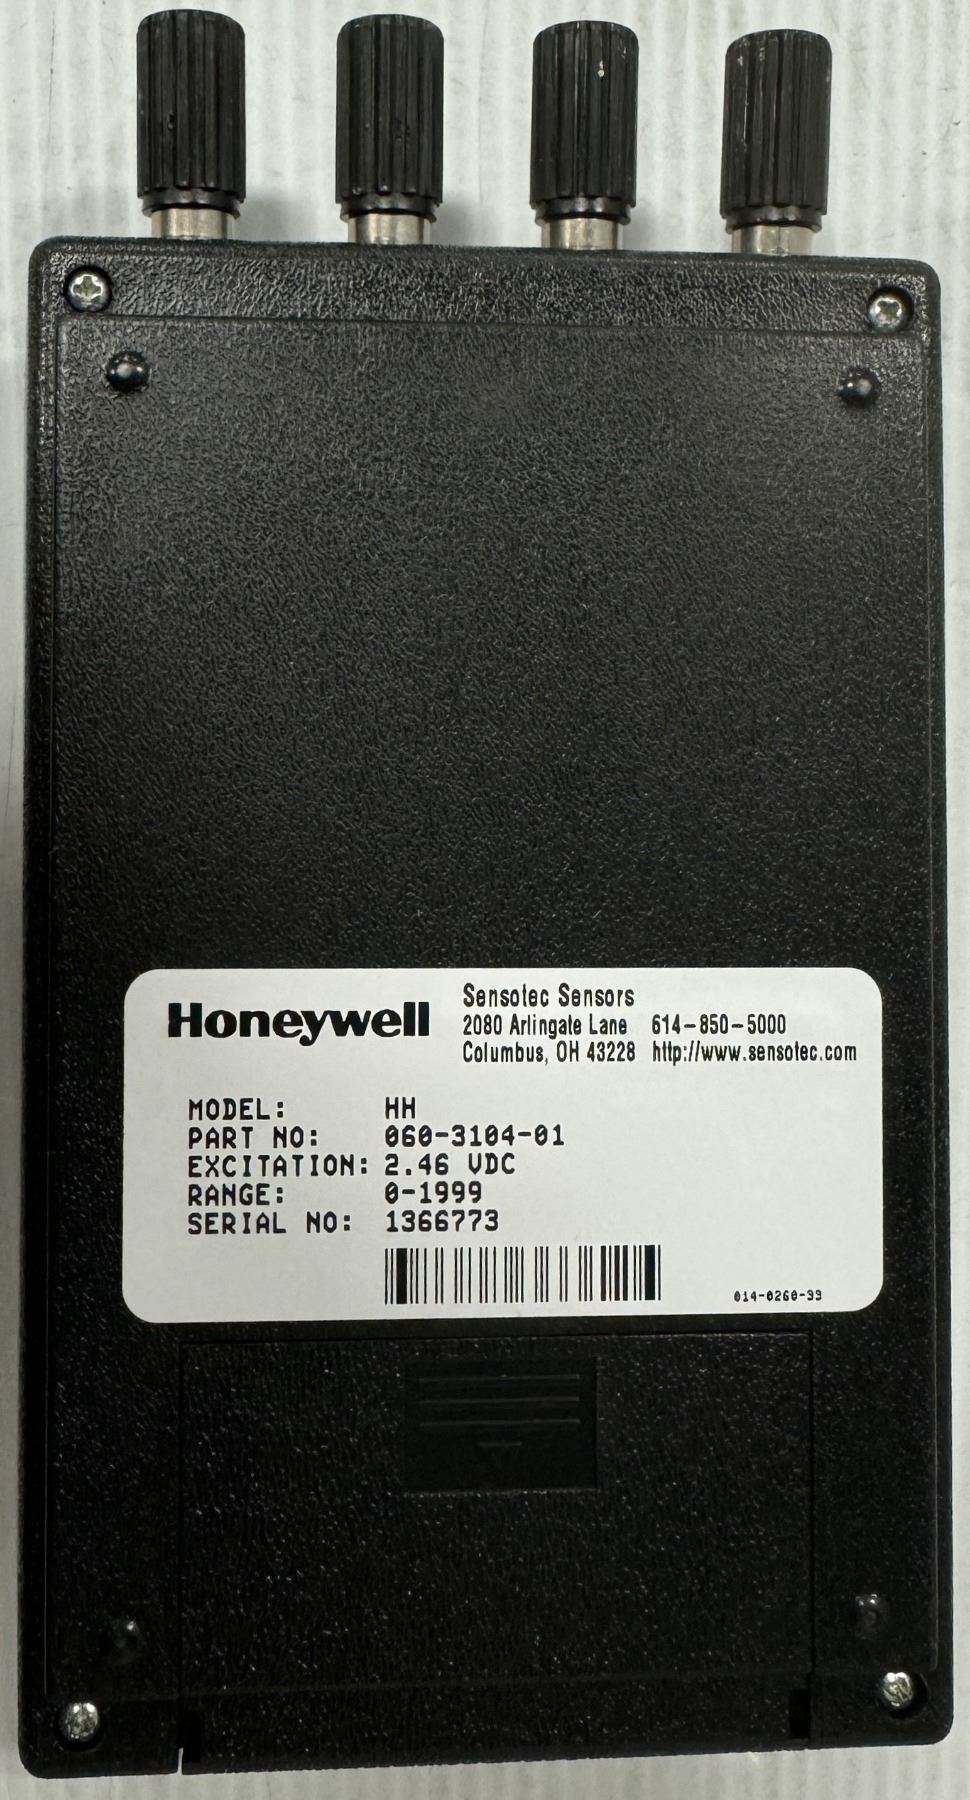 Honeywell
Sensotec Sensors
2080 Arlingate Lane 614-850-5000
Columbus, OH 43228 http://www.sensotec.com
MODEL: HH
PART NO: 060-3104-01
EXCITATION: 2.46 VDC
RANGE: 0-1999
SERIAL NO: 1366773
014-0260-99